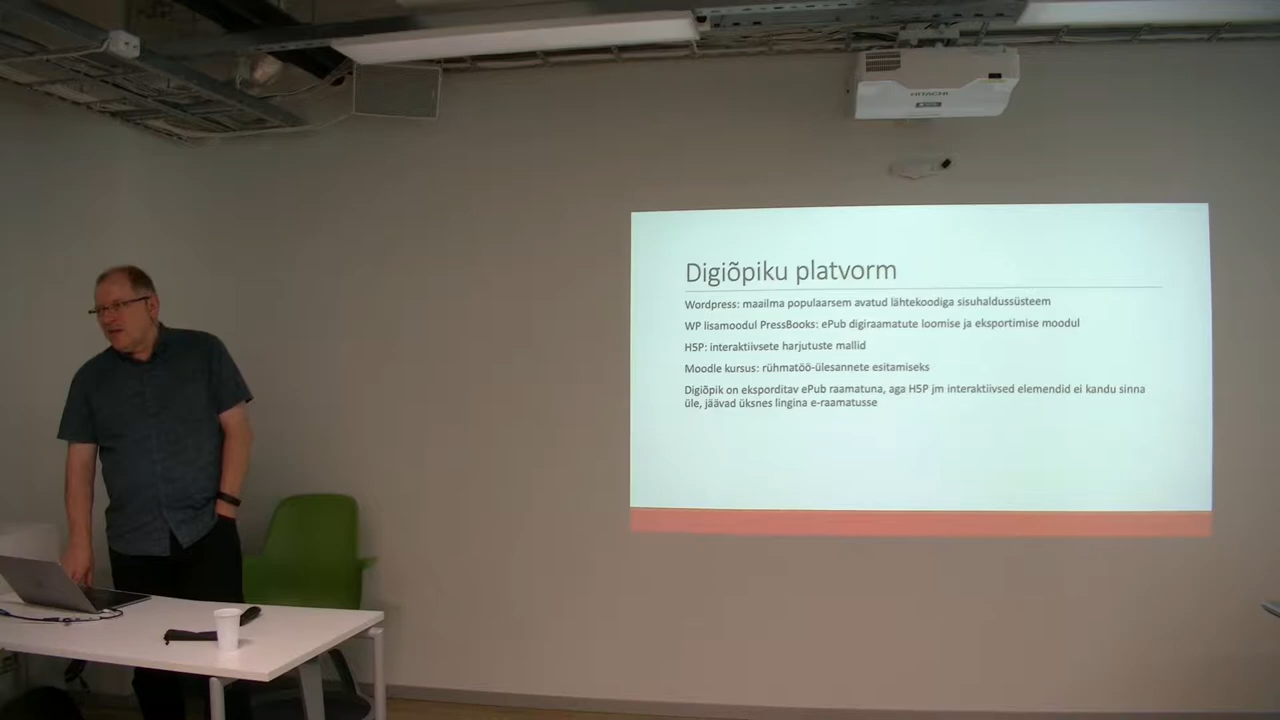 HITACHI
Digiõpiku platvorm
Wordpress: maailma populaarsem avatud lähtekoodiga sisuhaldussüsteem
WP lisamoodul PressBooks: ePub digiraamatute loomise ja eksportimise moodul
H5P: interaktiivsete harjutuste mallid
Moodle kursus: rühmatöö-ülesannete esitamiseks
Digiõpik on eksporditav ePub raamatuna, aga H5P jm interaktiivsed elemendid ei kandu sinna
üle, jäävad üksnes lingina e-raamatusse